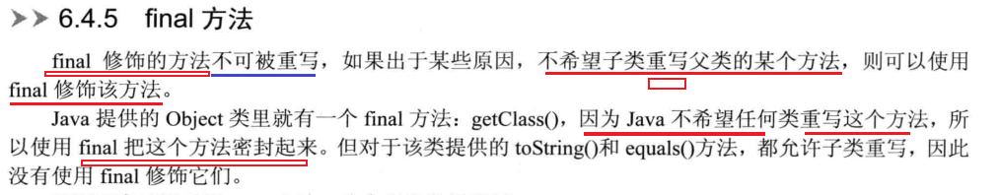 6.4.5 final 方法
final 修饰的方法不可被重写，如果出于某些原因，不希望子类重写父类的某个方法，则可以使用
final 修饰该方法。
Java 提供的 Object 类里就有一个 final 方法：getClass()，因为 Java 不希望任何类重写这个方法，所
以使用 final 把这个方法密封起来。但对于该类提供的 toString()和 equals()方法，都允许子类重写，因此
没有使用 final 修饰它们。